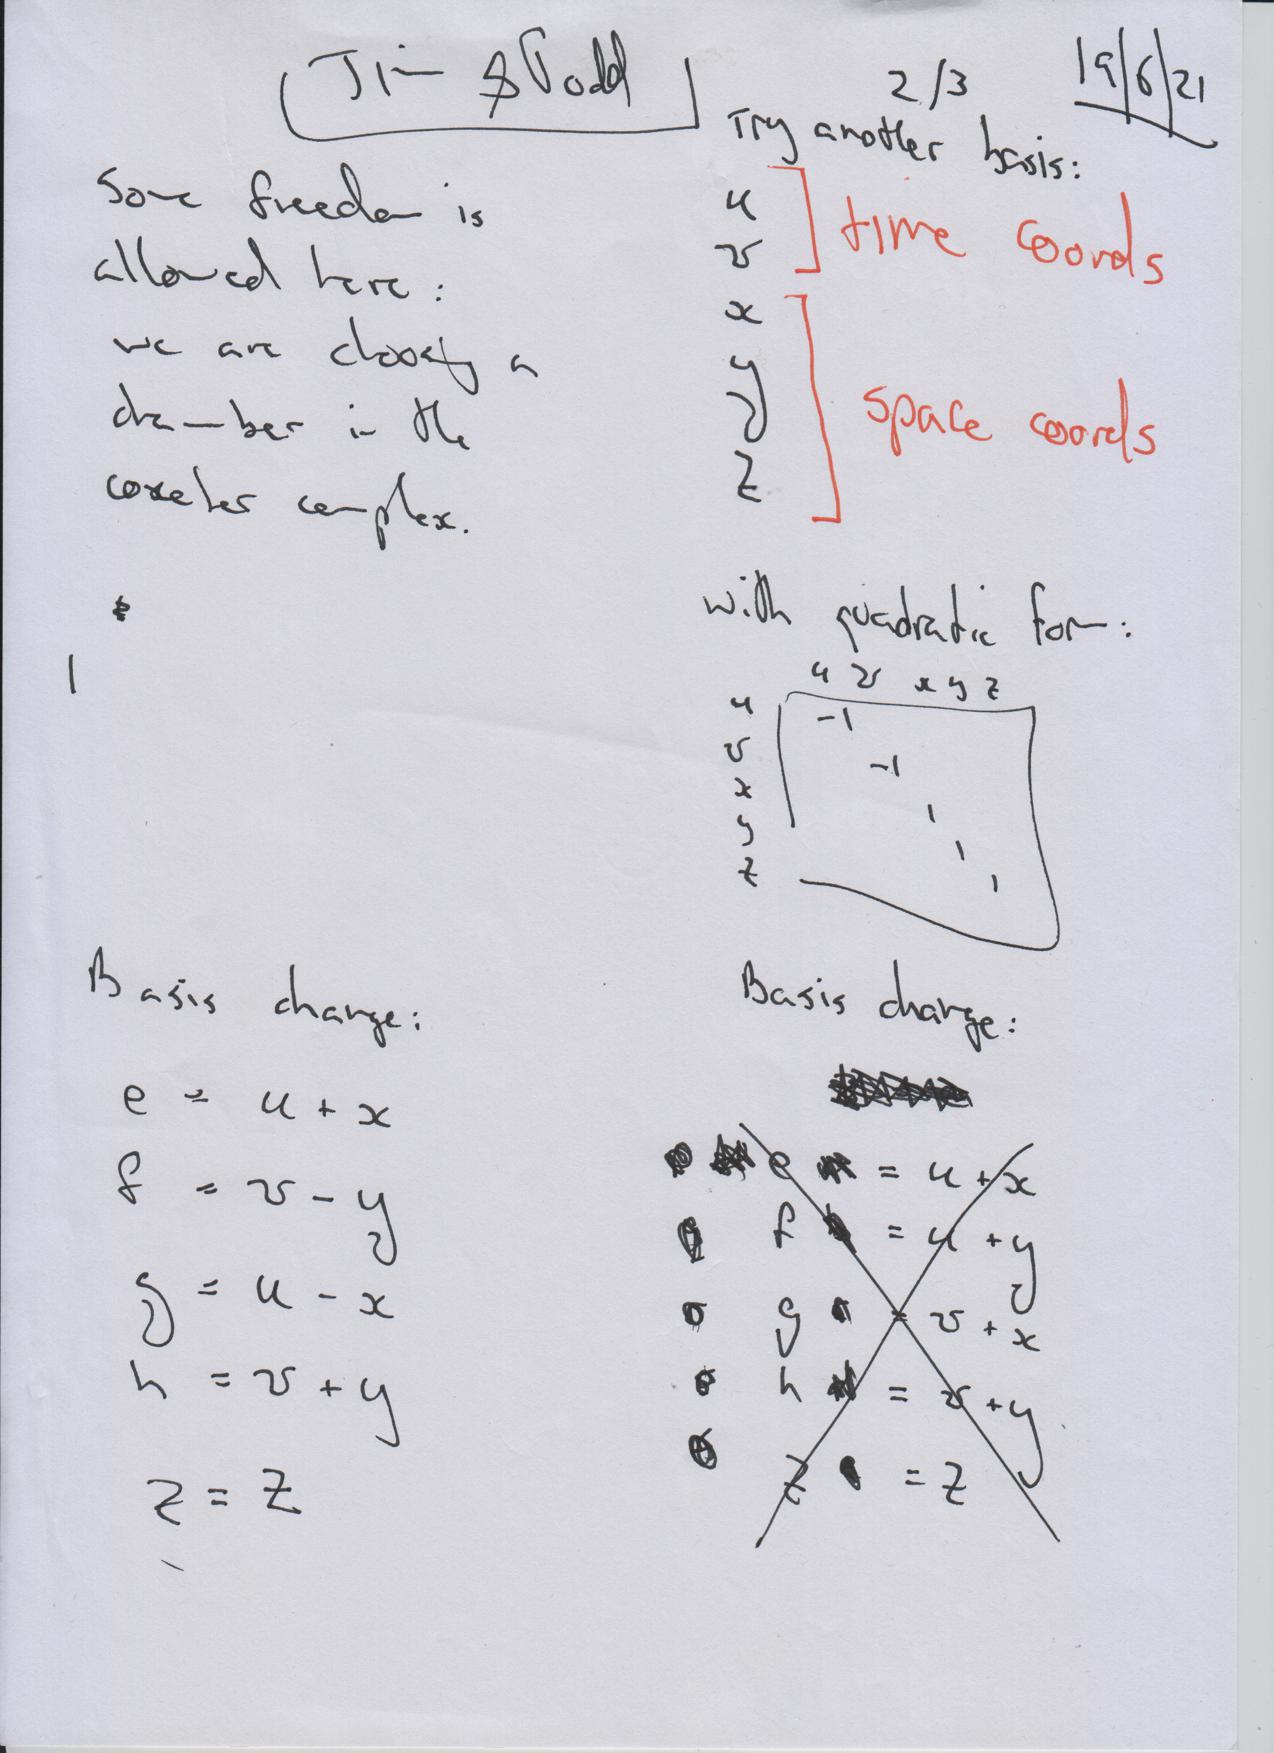 Jim & Todd
2/3
19/6/21
Some freedom is
allowed here:
we are choosing a
chamber in the
coxeter complex.
Try another basis:
u
v
time coords
x
y
z
space coords
with quadratic form:
u v x y z
u -1
v -1
x 1
y 1
z 1
Basis change:
e = u + x
f = v - y
g = u - x
h = v + y
z = z
Basis change:
e = u + x
f = u + y
g = v + x
h = v + y
z = z